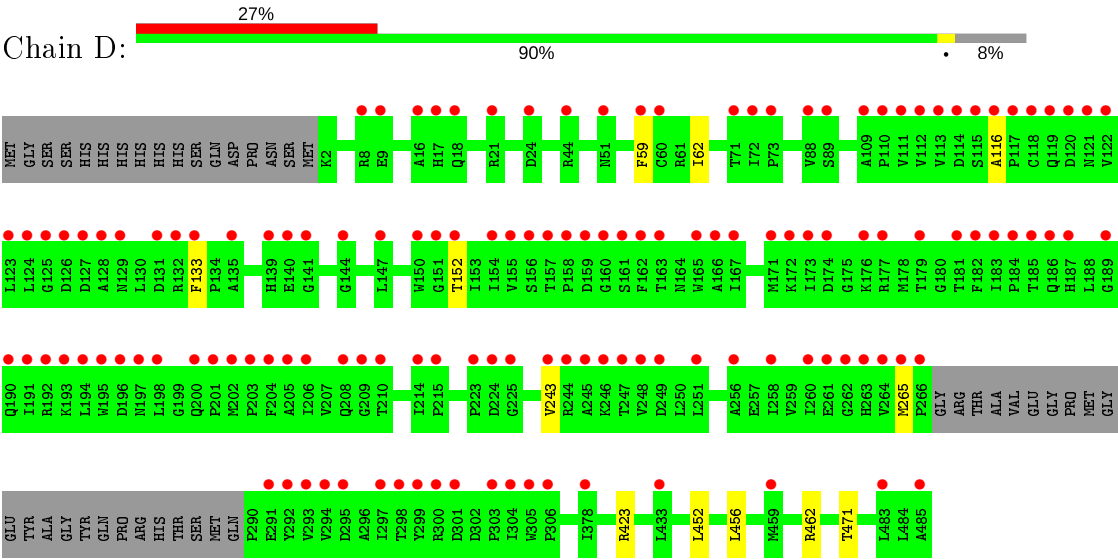 27%
Chain D:
90% • 8%
MET GLY SER SER HIS HIS HIS HIS HIS HIS SER GLN ASP PRO ASN SER MET K2 R8 E9 A16 H17 Q18 R21 D24 R44 N51 F59 C60 R61 I62 T71 I72 P73 V88 S89 A109 P110 V111 V112 V113 D114 S115 A116 P117 C118 Q119 D120 N121 V122
L123 L124 G125 D126 D127 A128 N129 L130 D131 R132 F133 P134 A135 H139 E140 G141 G144 L147 W150 G151 T152 I153 I154 V155 S156 T157 P158 D159 G160 S161 F162 T163 N164 W165 A166 I167 M171 K172 I173 D174 G175 K176 R177 M178 T179 G180 T181 F182 I183 P184 T185 Q186 H187 L188 G189
Q190 I191 R192 K193 L194 W195 D196 N197 L198 G199 Q200 P201 M202 P203 F204 A205 I206 V207 Q208 G209 T210 I214 P215 P223 D224 G225 V243 R244 A245 K246 T247 V248 D249 L250 L251 A256 E257 I258 V259 I260 E261 G262 H263 V264 M265 P266 GLY ARG THR ALA VAL GLU GLY PRO MET GLY
GLU TYR ALA GLY TYR GLN PRO ARG HIS THR SER MET GLN P290 E291 Y292 V293 V294 D295 A296 I297 T298 Y299 R300 D301 D302 P303 I304 W305 P306 I378 R423 L433 L452 L456 M459 R462 T471 L483 L484 A485